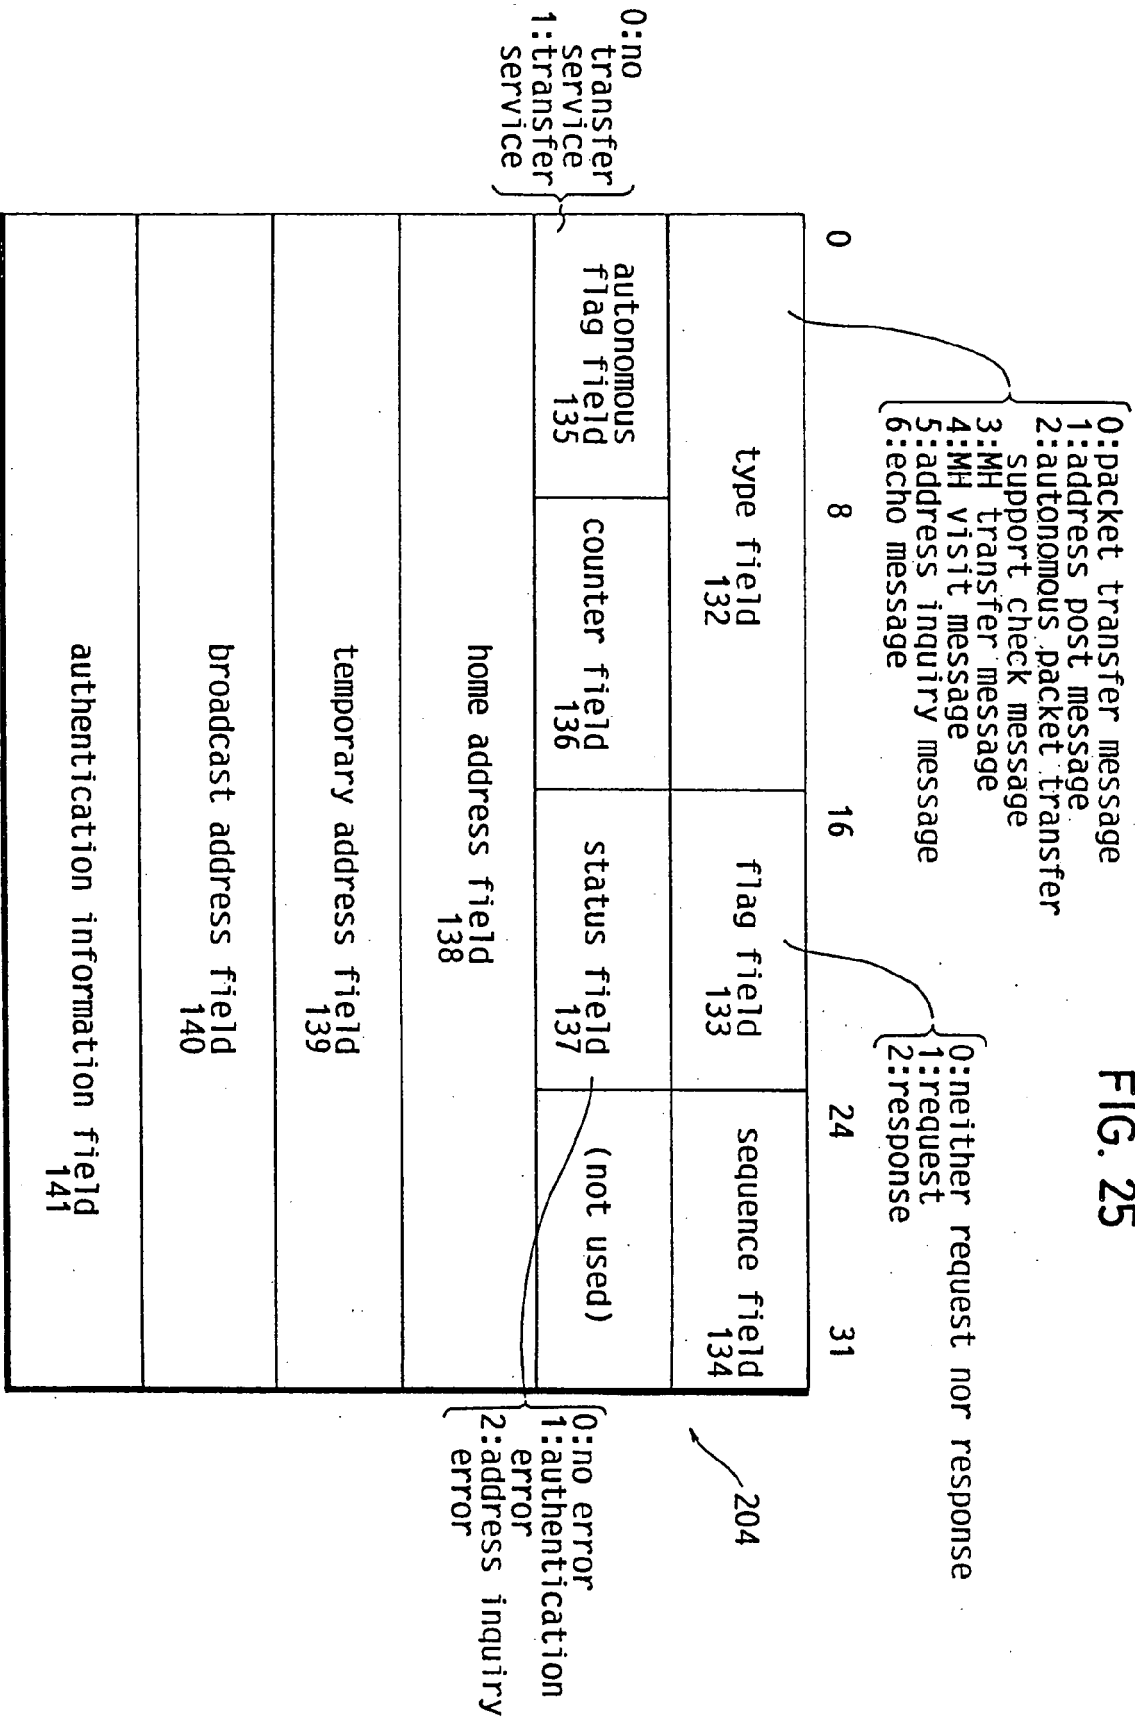 FIG. 25
0:packet transfer message
1:address post message
2:autonomous packet transfer
support check message
3:MH transfer message
4:MH visit message
5:address inquiry message
6:echo message
0:neither request nor response
1:request
2:response
0
8
16
24
31
204
type field
132
flag field
133
sequence field
134
0:no
transfer
service
1:transfer
service
autonomous
flag field
135
counter field
136
status field
137
(not used)
0:no error
1:authentication
error
2:address inquiry
error
home address field
138
temporary address field
139
broadcast address field
140
authentication information field
141